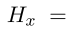 H_x =